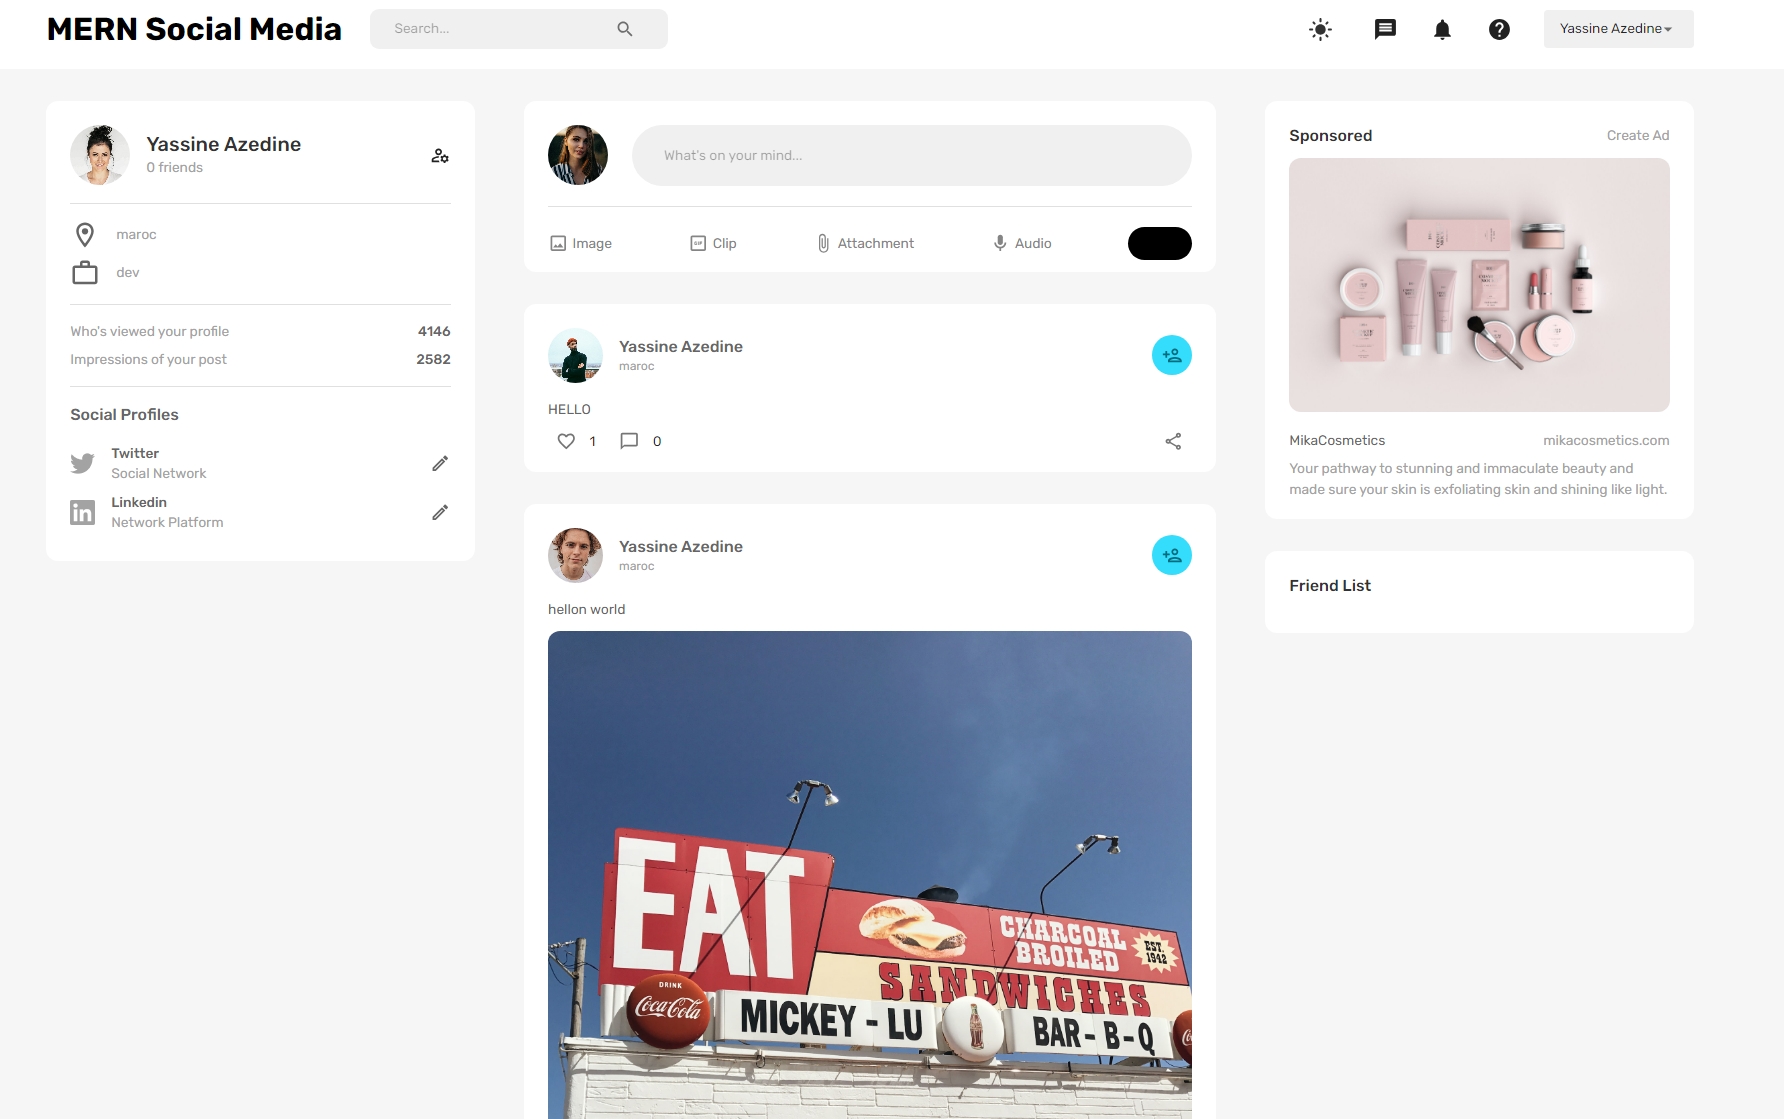 MERN Social Media
Search...
Yassine Azedine
Yassine Azedine
0 friends
maroc
dev
Who's viewed your profile 4146
Impressions of your post 2582
Social Profiles
Twitter
Social Network
Linkedin
Network Platform
What's on your mind...
Image Clip Attachment Audio
Yassine Azedine
maroc
HELLO
1 0
Yassine Azedine
maroc
hellon world
EAT
CHARCOAL
BROILED
EST.
1942
SANDWICHES
DRINK
Coca-Cola
MICKEY - LU
BAR - B - Q
Sponsored Create Ad
MikaCosmetics mikacosmetics.com
Your pathway to stunning and immaculate beauty and
made sure your skin is exfoliating skin and shining like light.
Friend List